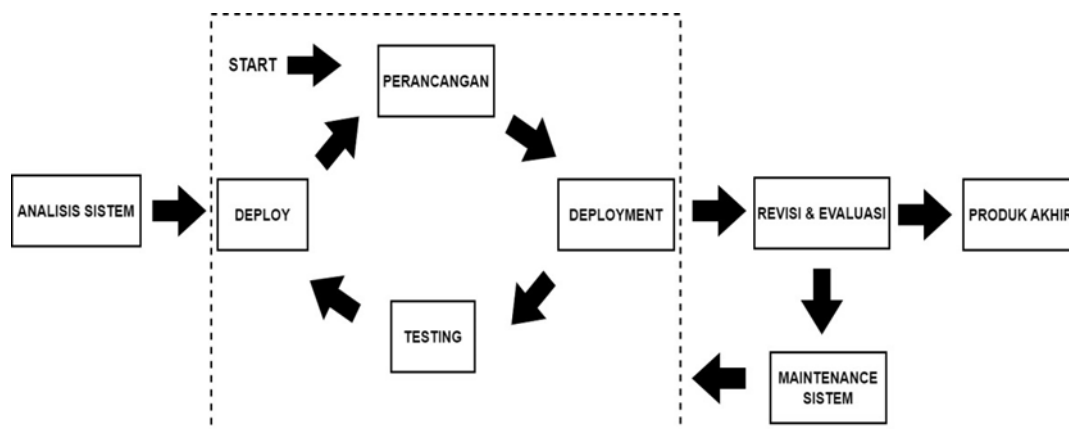 START
PERANCANGAN
ANALISIS SISTEM
DEPLOY
DEPLOYMENT
REVISI & EVALUASI
PRODUK AKHIR
TESTING
MAINTENANCE
SISTEM